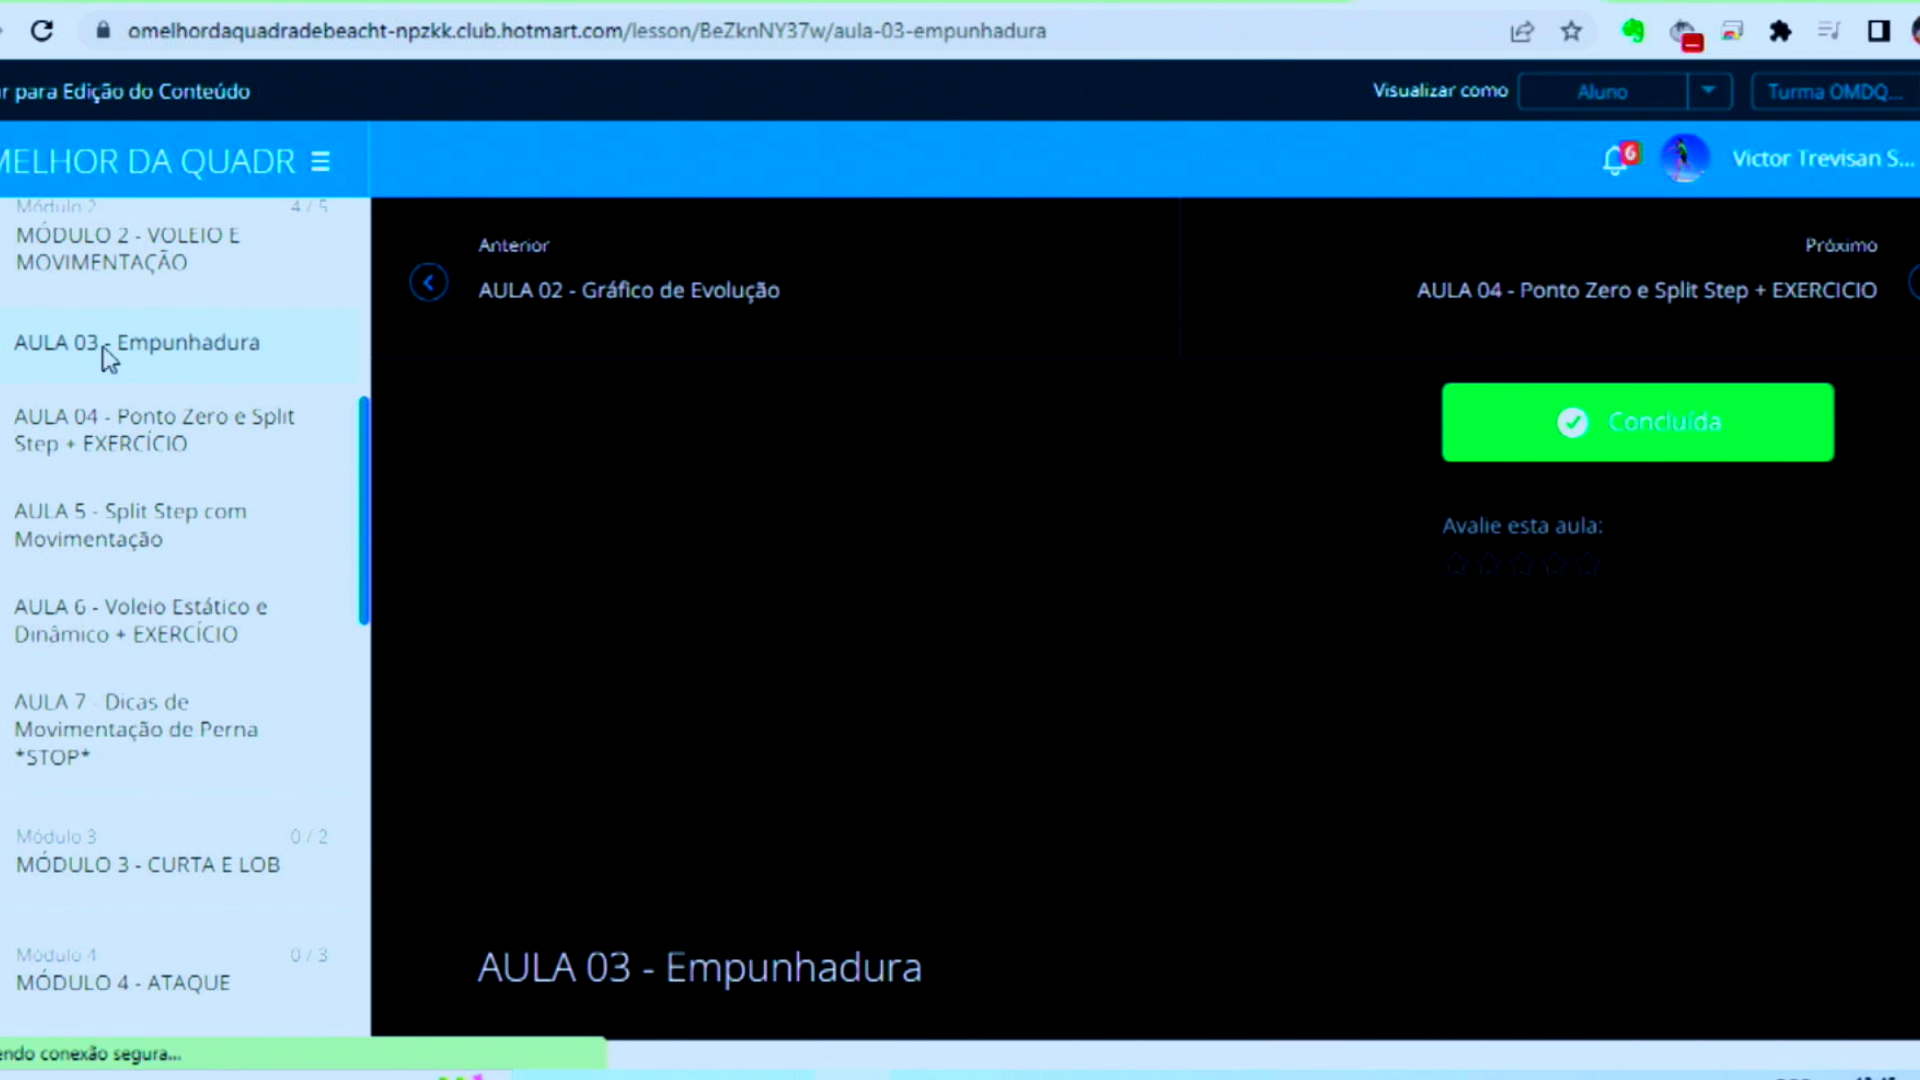 omelhordaquadradebeacht-npzkk.club.hotmart.com/lesson/BeZknNY37w/aula-03-empunhadura
r para Edição do Conteúdo
Visualizar como
Aluno
Turma OMDQ...
MELHOR DA QUADR
6
Victor Trevisan S...
Módulo 2 4 / 5
MÓDULO 2 - VOLEIO E
MOVIMENTAÇÃO
AULA 03 - Empunhadura
AULA 04 - Ponto Zero e Split
Step + EXERCÍCIO
AULA 5 - Split Step com
Movimentação
AULA 6 - Voleio Estático e
Dinâmico + EXERCÍCIO
AULA 7 - Dicas de
Movimentação de Perna
*STOP*
Módulo 3 0 / 2
MÓDULO 3 - CURTA E LOB
Módulo 4 0 / 3
MÓDULO 4 - ATAQUE
Anterior
AULA 02 - Gráfico de Evolução
Próximo
AULA 04 - Ponto Zero e Split Step + EXERCICIO
Concluída
Avalie esta aula:
AULA 03 - Empunhadura
endo conexão segura...